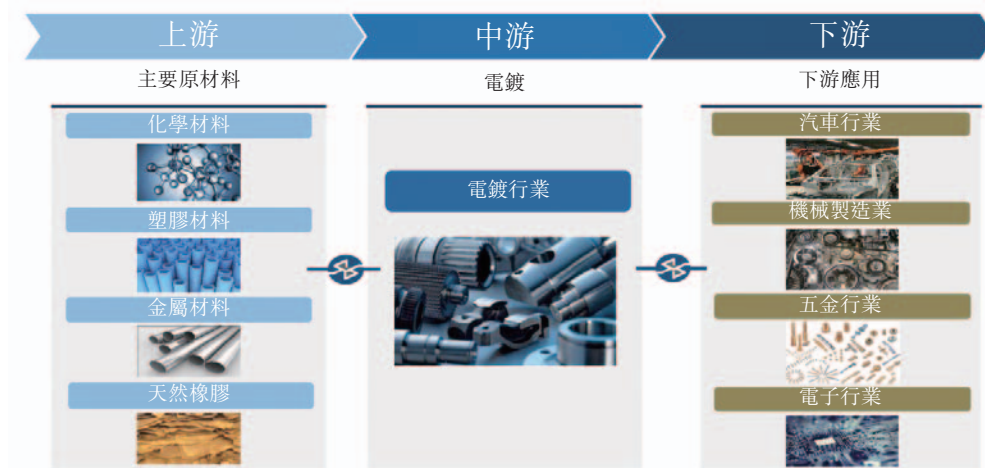 上游
中游
下游
主要原材料
電鍍
下游應用
化學材料
塑膠材料
金屬材料
天然橡膠
電鍍行業
汽車行業
機械製造業
五金行業
電子行業